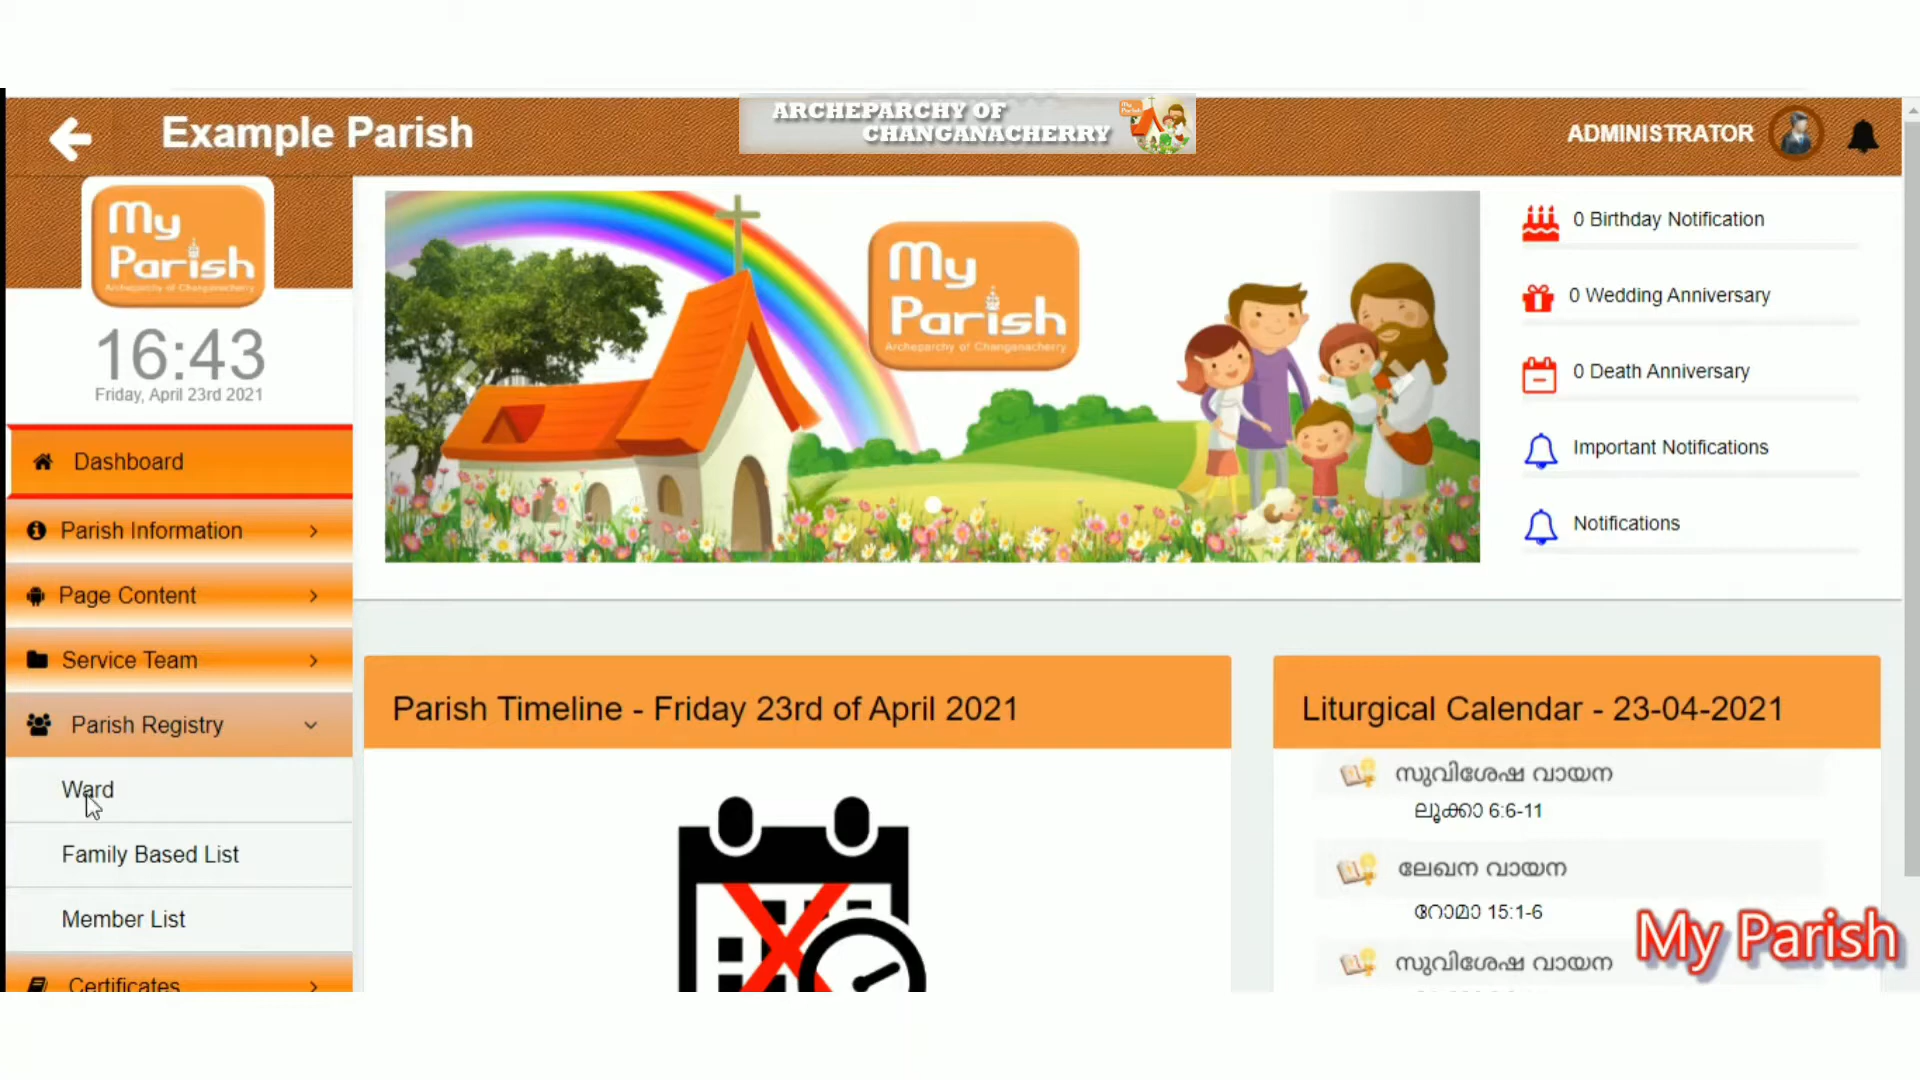 Example Parish
ARCHEPARCHY OF
CHANGANACHERRY
ADMINISTRATOR
My
Parish
Archeparchy of Changanacherry
16:43
Friday, April 23rd 2021
Dashboard
Parish Information
Page Content
Service Team
Parish Registry
Ward
Family Based List
Member List
Certificates
My
Parish
Archeparchy of Changanacherry
0 Birthday Notification
0 Wedding Anniversary
0 Death Anniversary
Important Notifications
Notifications
Parish Timeline - Friday 23rd of April 2021
Liturgical Calendar - 23-04-2021
സുവിശേഷ വായന
ലൂക്കാ 6:6-11
ലേഖന വായന
റോമാ 15:1-6
സുവിശേഷ വായന
My Parish